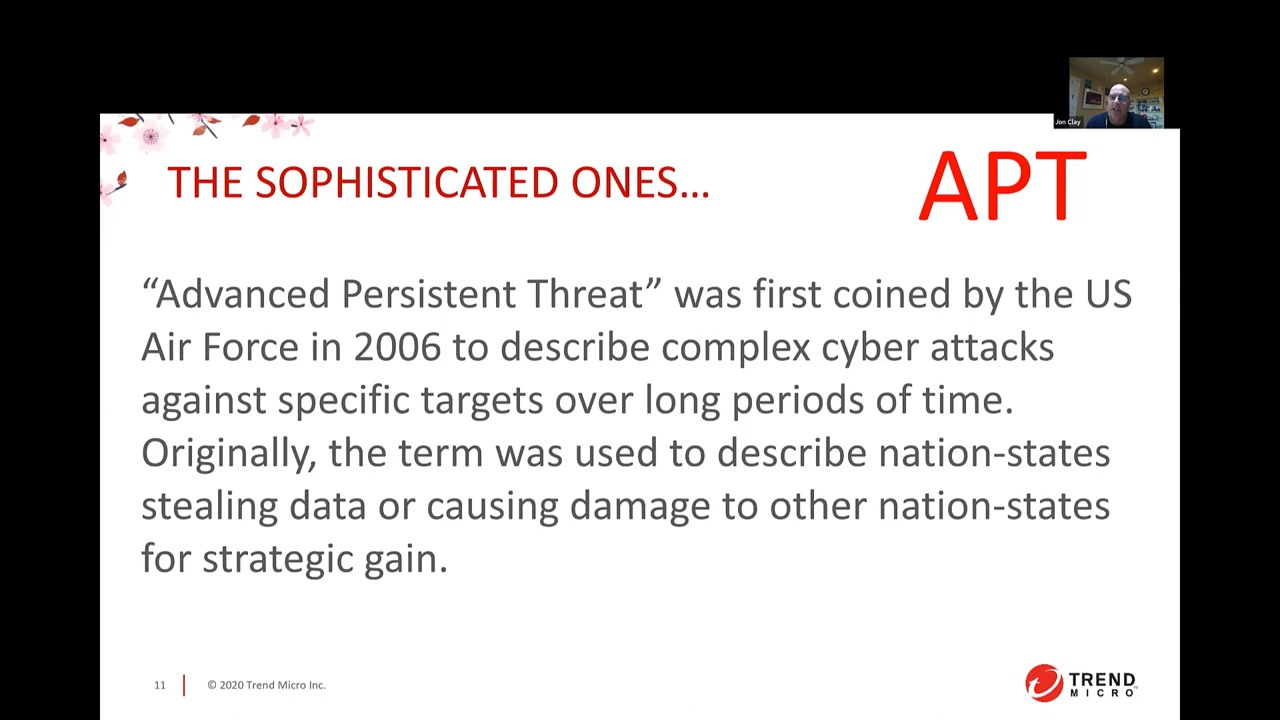 Jon Clay
THE SOPHISTICATED ONES...
APT
“Advanced Persistent Threat” was first coined by the US
Air Force in 2006 to describe complex cyber attacks
against specific targets over long periods of time.
Originally, the term was used to describe nation-states
stealing data or causing damage to other nation-states
for strategic gain.
11
© 2020 Trend Micro Inc.
TREND
MICRO™